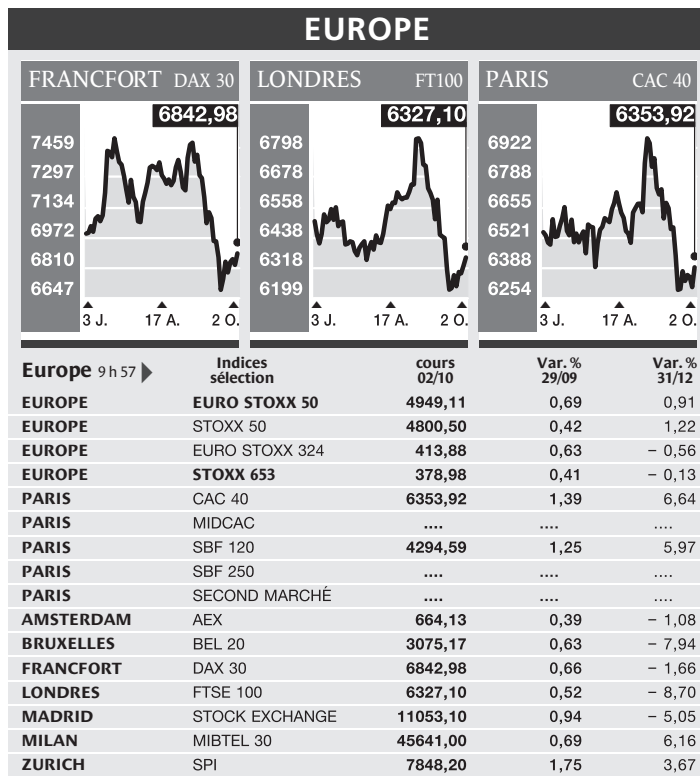 EUROPE
FRANCFORT DAX 30
6842,98
7459
7297
7134
6972
6810
6647
3 J. 17 A. 2 O.
LONDRES FT100
6327,10
6798
6678
6558
6438
6318
6199
3 J. 17 A. 2 O.
PARIS CAC 40
6353,92
6922
6788
6655
6521
6388
6254
3 J. 17 A. 2 O.
Europe 9 h 57 Indices sélection cours 02/10 Var. % 29/09 Var. % 31/12
EUROPE EURO STOXX 50 4949,11 0,69 0,91
EUROPE STOXX 50 4800,50 0,42 1,22
EUROPE EURO STOXX 324 413,88 0,63 – 0,56
EUROPE STOXX 653 378,98 0,41 – 0,13
PARIS CAC 40 6353,92 1,39 6,64
PARIS MIDCAC .... .... ....
PARIS SBF 120 4294,59 1,25 5,97
PARIS SBF 250 .... .... ....
PARIS SECOND MARCHÉ .... .... ....
AMSTERDAM AEX 664,13 0,39 – 1,08
BRUXELLES BEL 20 3075,17 0,63 – 7,94
FRANCFORT DAX 30 6842,98 0,66 – 1,66
LONDRES FTSE 100 6327,10 0,52 – 8,70
MADRID STOCK EXCHANGE 11053,10 0,94 – 5,05
MILAN MIBTEL 30 45641,00 0,69 6,16
ZURICH SPI 7848,20 1,75 3,67